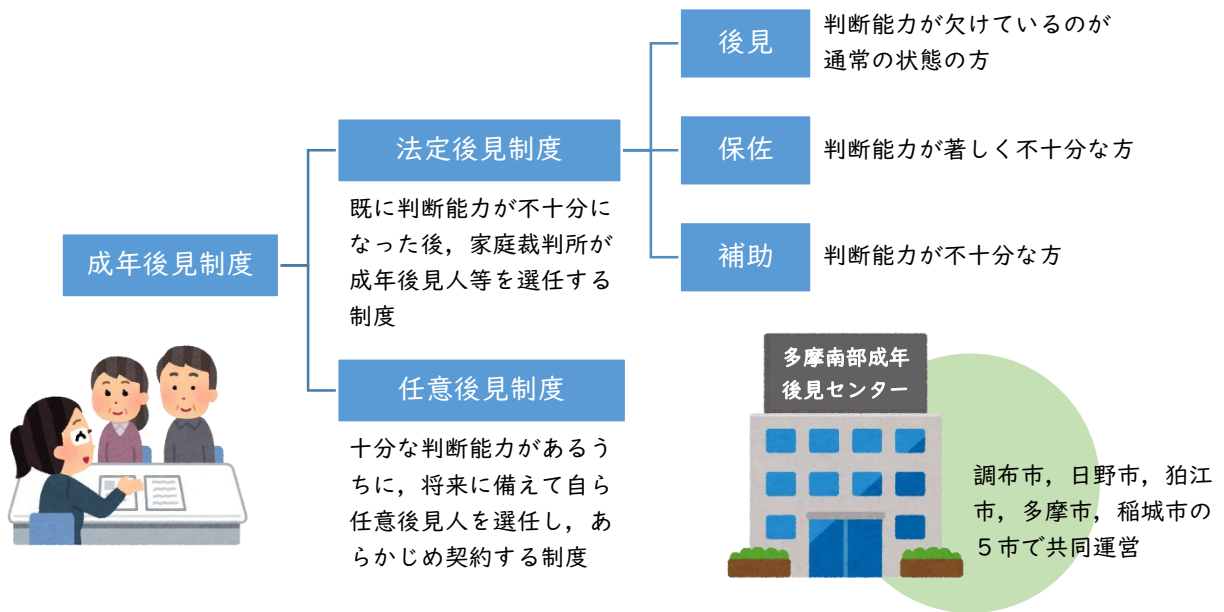 成年後見制度
法定後見制度
既に判断能力が不十分に
なった後，家庭裁判所が
成年後見人等を選任する
制度
後見
判断能力が欠けているのが
通常の状態の方
保佐
判断能力が著しく不十分な方
補助
判断能力が不十分な方
任意後見制度
十分な判断能力があるう
ちに，将来に備えて自ら
任意後見人を選任し，あ
らかじめ契約する制度
多摩南部成年
後見センター
調布市，日野市，狛江
市，多摩市，稲城市の
５市で共同運営